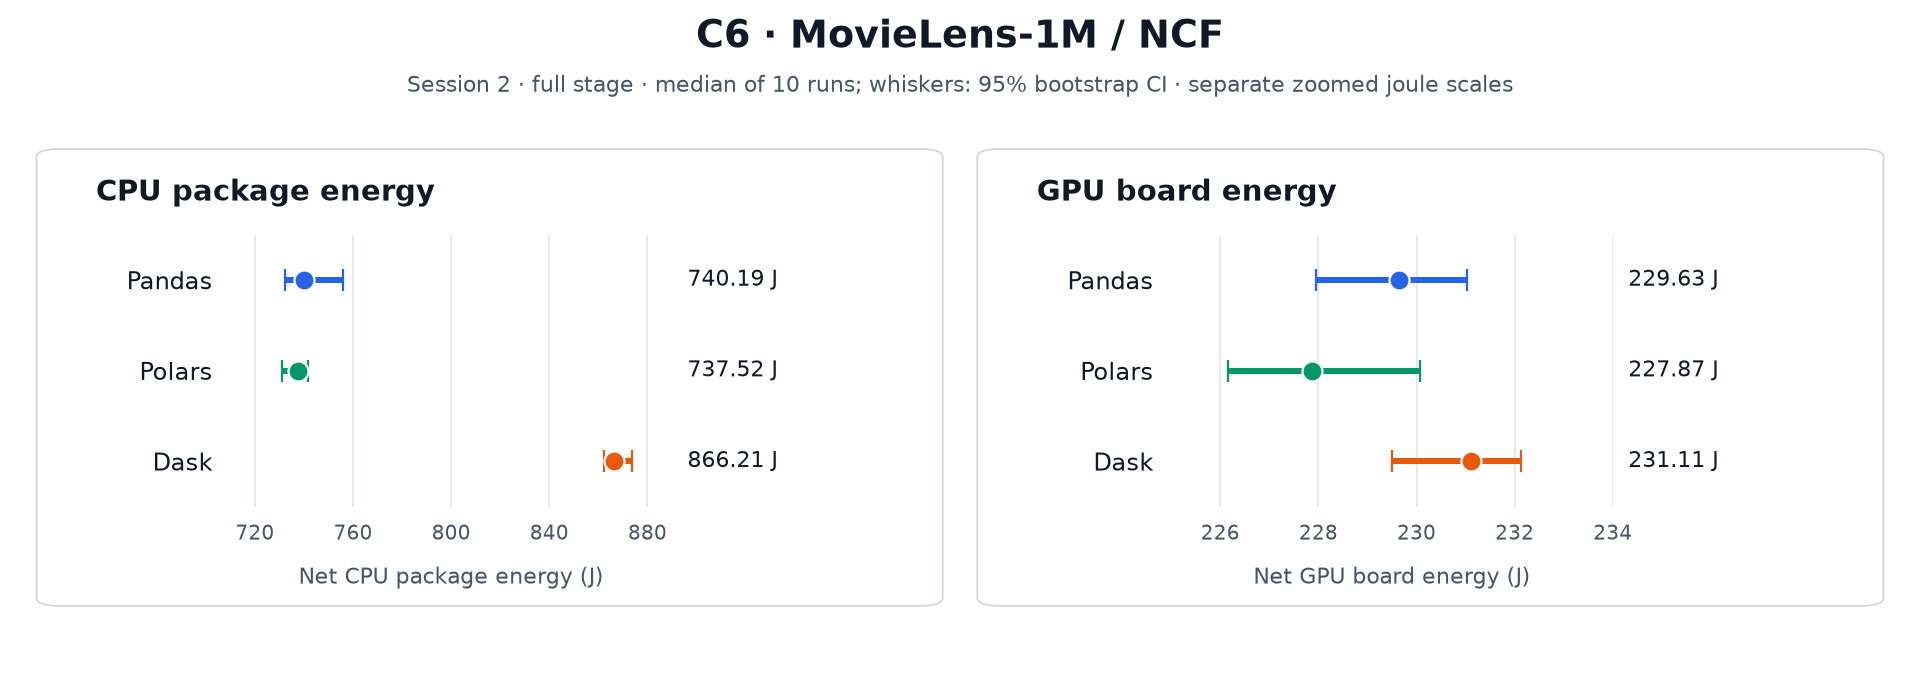 C6 · MovieLens-1M / NCF
Session 2 · full stage · median of 10 runs; whiskers: 95% bootstrap CI · separate zoomed joule scales
CPU package energy
Pandas 740.19 J
Polars 737.52 J
Dask 866.21 J
720 760 800 840 880
Net CPU package energy (J)
GPU board energy
Pandas 229.63 J
Polars 227.87 J
Dask 231.11 J
226 228 230 232 234
Net GPU board energy (J)